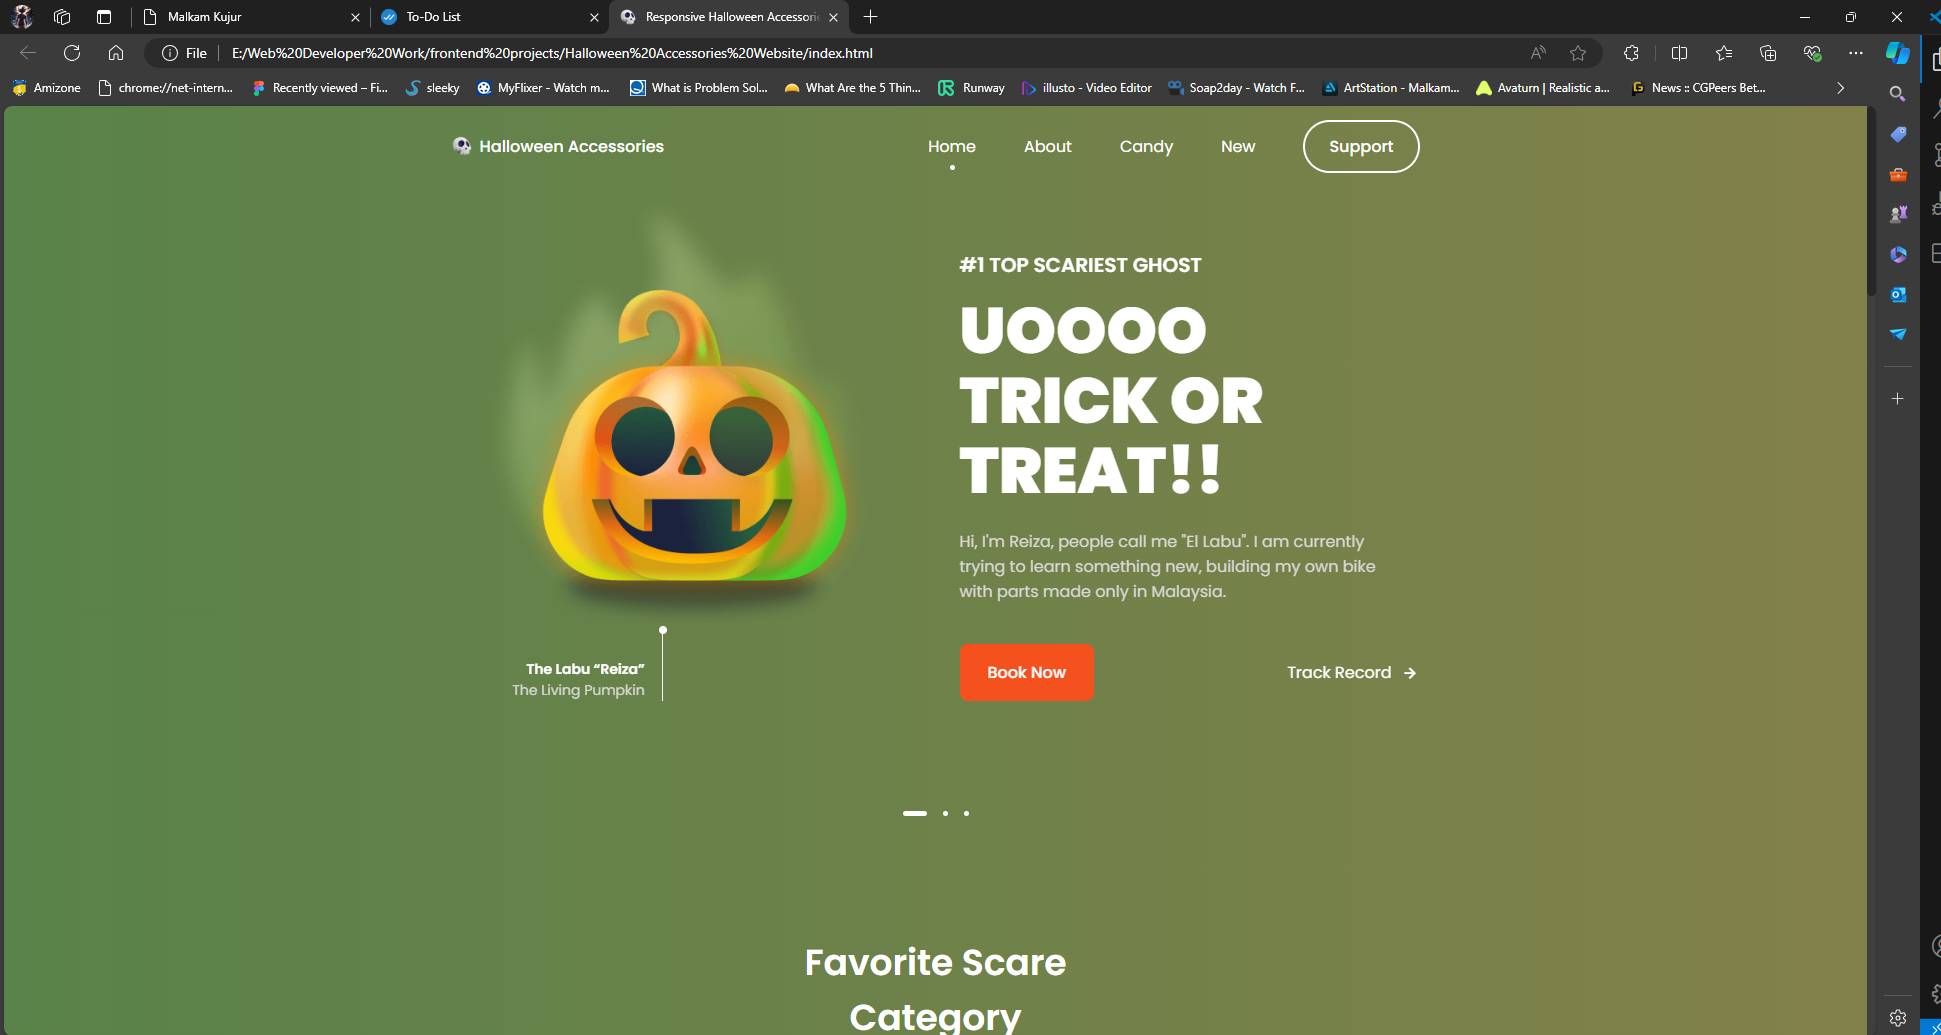 Malkam Kujur
To-Do List
Responsive Halloween Accessori
File
E:/Web%20Developer%20Work/frontend%20projects/Halloween%20Accessories%20Website/index.html
Amizone
chrome://net-intern...
Recently viewed – Fi...
sleeky
MyFlixer - Watch m...
What is Problem Sol...
What Are the 5 Thin...
Runway
illusto - Video Editor
Soap2day - Watch F...
ArtStation - Malkam...
Avaturn | Realistic a...
News :: CGPeers Bet...
Halloween Accessories
Home
About
Candy
New
Support
#1 TOP SCARIEST GHOST
UOOOO
TRICK OR
TREAT!!
Hi, I'm Reiza, people call me "El Labu". I am currently
trying to learn something new, building my own bike
with parts made only in Malaysia.
The Labu “Reiza”
The Living Pumpkin
Book Now
Track Record
Favorite Scare
Category